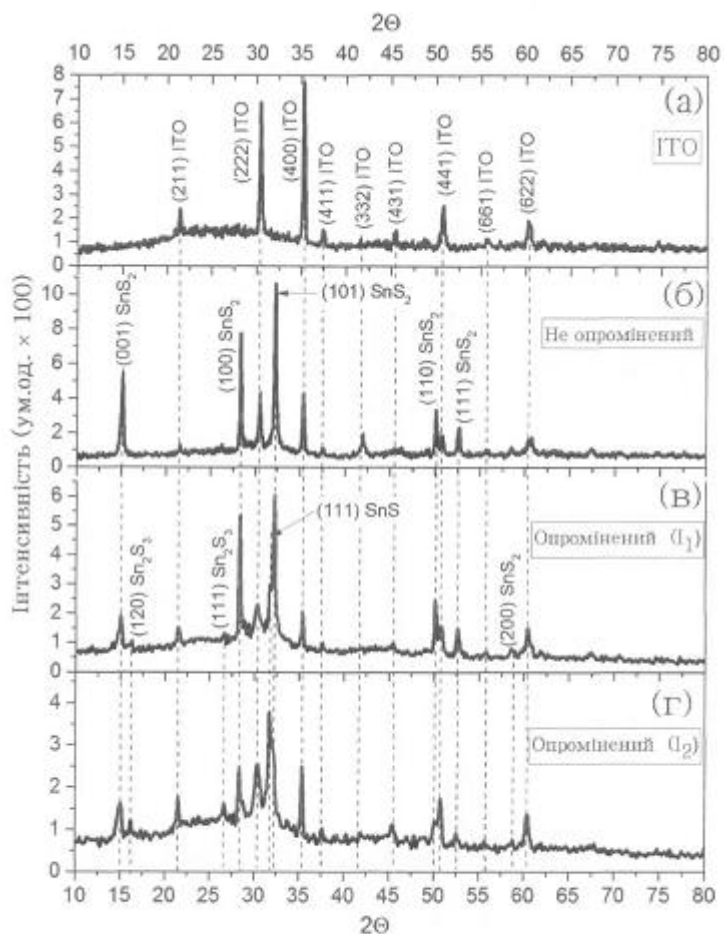 2Θ
10 15 20 25 30 35 40 45 50 55 60 65 70 75 80
Інтенсивність (ум.од. × 100)
8
7
6
5
4
3
2
1
0
(211) ITO
(222) ITO
(400) ITO
(411) ITO
(332) ITO
(431) ITO
(441) ITO
(661) ITO
(622) ITO
(а)
ITO
10
8
6
4
2
0
(001) SnS₂
(100) SnS₂
(101) SnS₂
(110) SnS₂
(111) SnS₂
(б)
Не опромінений
6
5
4
3
2
1
0
(120) Sn₂S₃
(111) Sn₂S₃
(111) SnS
(200) SnS₂
(в)
Опромінений (I₁)
4
3
2
1
0
(г)
Опромінений (I₂)
10 15 20 25 30 35 40 45 50 55 60 65 70 75 80
2Θ